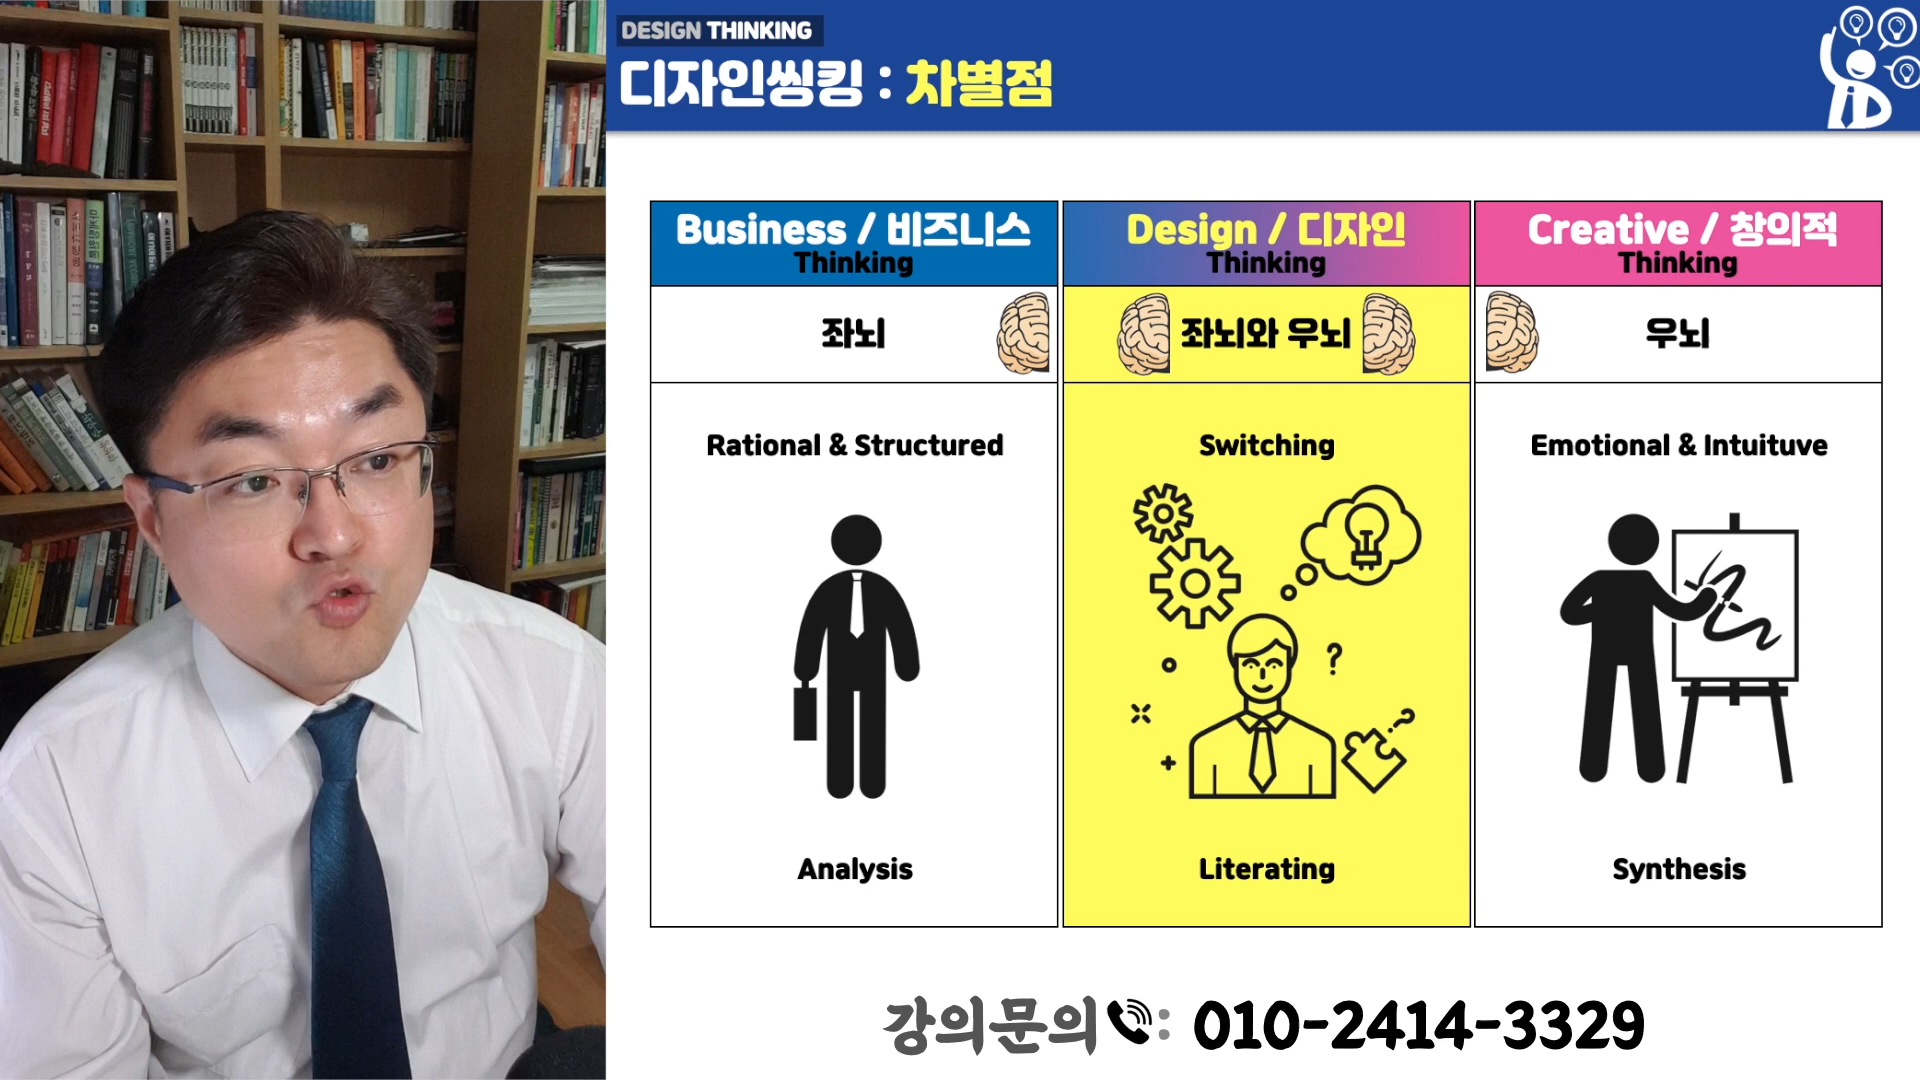 DESIGN THINKING
디자인씽킹 : 차별점
Business / 비즈니스
Thinking
Design / 디자인
Thinking
Creative / 창의적
Thinking
좌뇌
좌뇌와 우뇌
우뇌
Rational & Structured
Switching
Emotional & Intuituve
?
?
Analysis
Literating
Synthesis
강의문의 : 010-2414-3329